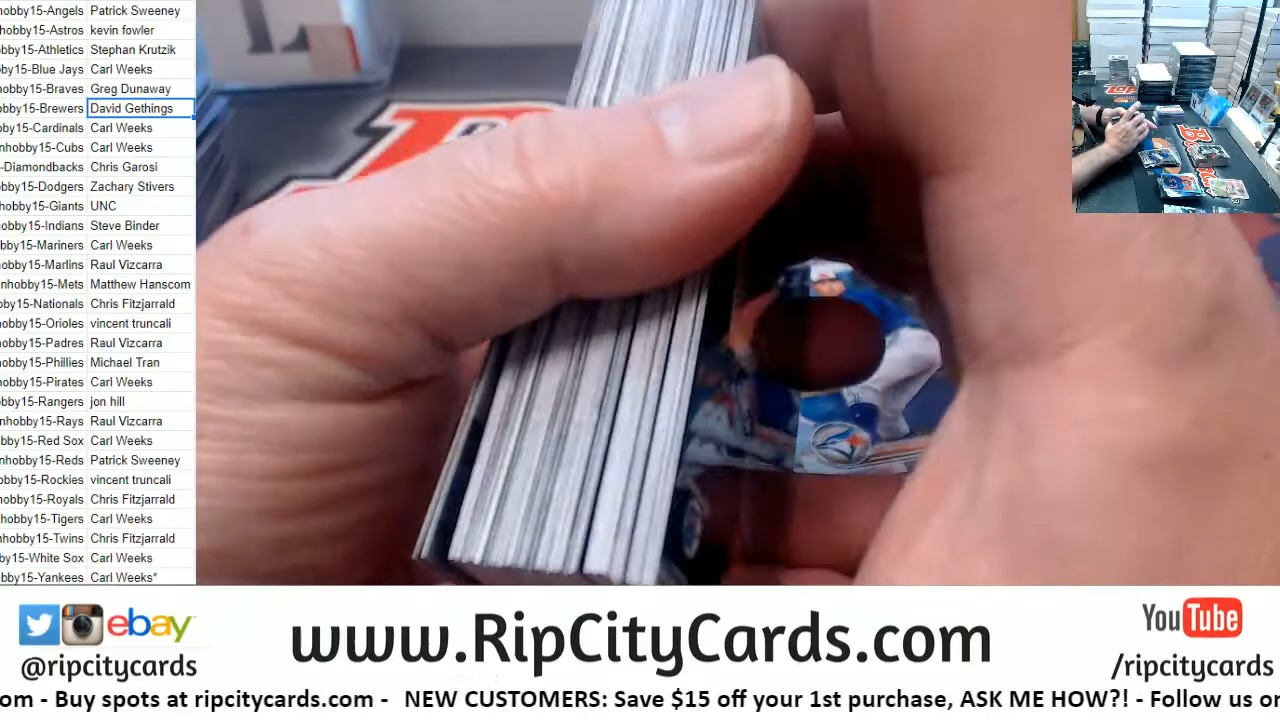 hobby15-Angels Patrick Sweeney
hobby15-Astros kevin fowler
hobby15-Athletics Stephan Krutzik
bby15-Blue Jays Carl Weeks
hobby15-Braves Greg Dunaway
obby15-Brewers David Gethings
obby15-Cardinals Carl Weeks
nhobby15-Cubs Carl Weeks
-Diamondbacks Chris Garosi
obby15-Dodgers Zachary Stivers
hobby15-Giants UNC
obby15-Indians Steve Binder
bby15-Mariners Carl Weeks
hobby15-Marlins Raul Vizcarra
nhobby15-Mets Matthew Hanscom
by15-Nationals Chris Fitzjarrald
obby15-Orioles vincent truncali
obby15-Padres Raul Vizcarra
obby15-Phillies Michael Tran
obby15-Pirates Carl Weeks
bby15-Rangers jon hill
nhobby15-Rays Raul Vizcarra
bby15-Red Sox Carl Weeks
nhobby15-Reds Patrick Sweeney
bby15-Rockies vincent truncali
obby15-Royals Chris Fitzjarrald
hobby15-Tigers Carl Weeks
hobby15-Twins Chris Fitzjarrald
by15-White Sox Carl Weeks
bby15-Yankees Carl Weeks*
ebay
@ripcitycards
www.RipCityCards.com
YouTube
/ripcitycards
om - Buy spots at ripcitycards.com - NEW CUSTOMERS: Save $15 off your 1st purchase, ASK ME HOW?! - Follow us on